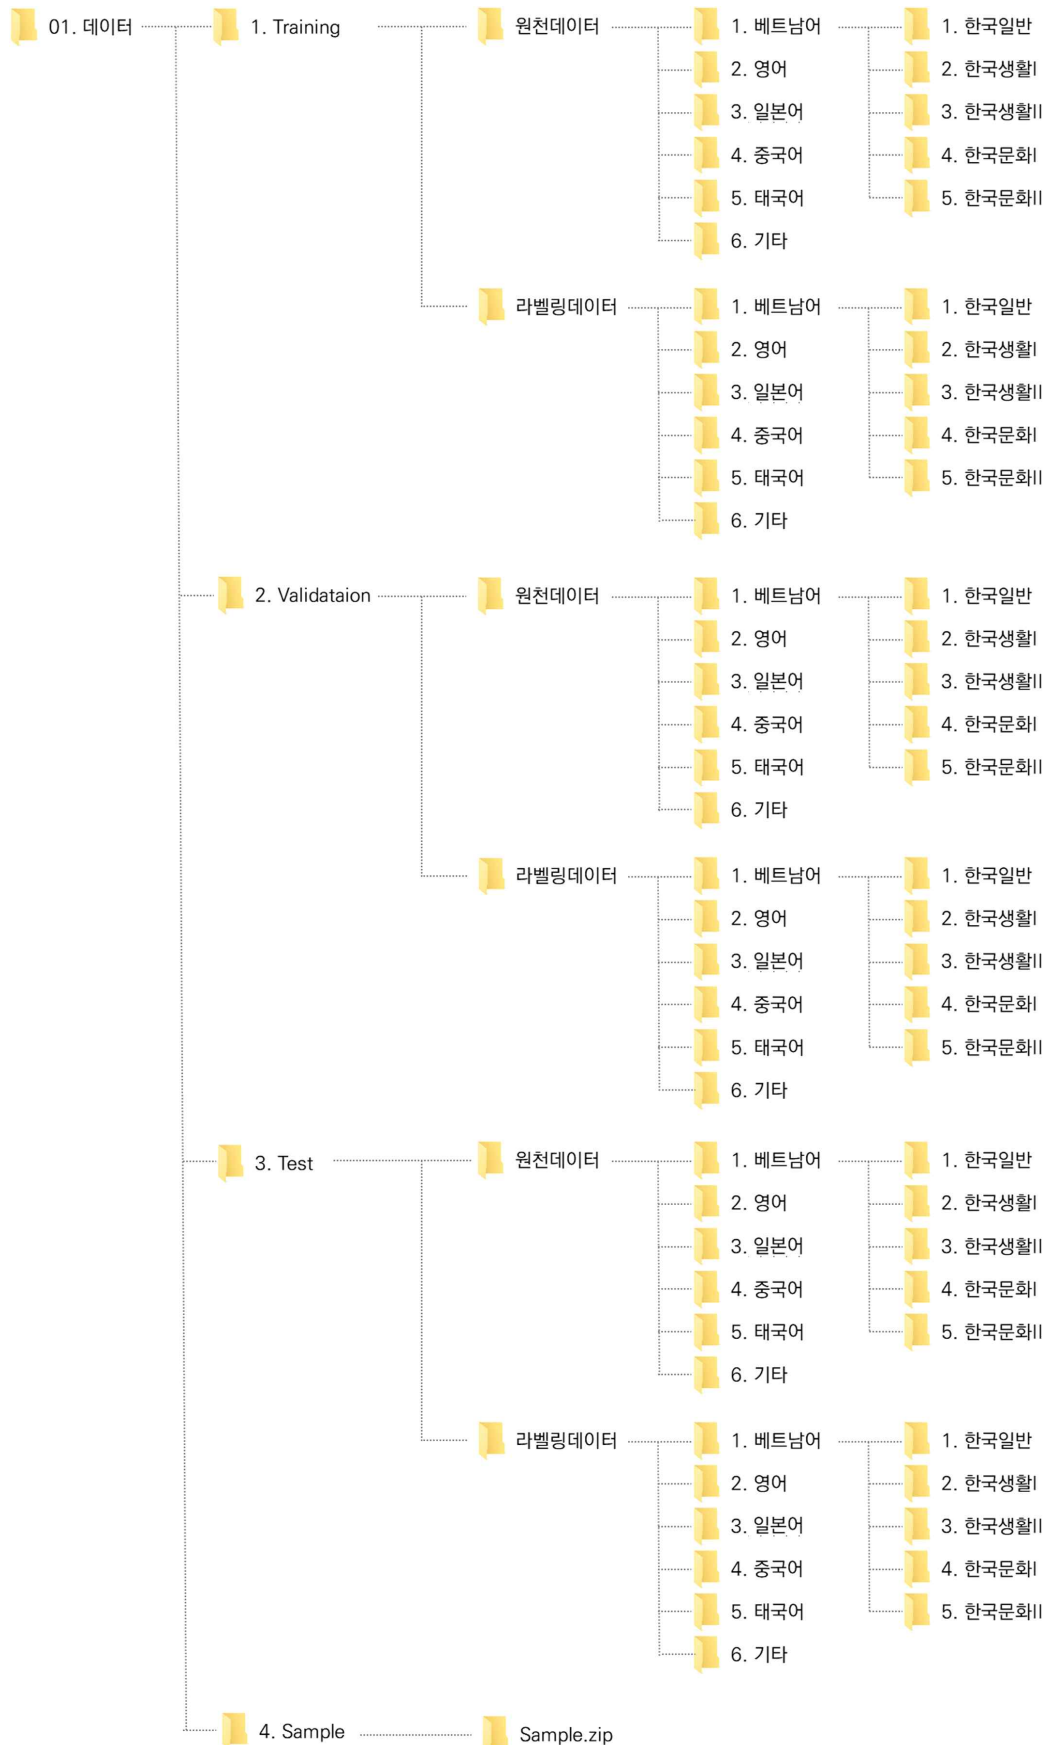 01. 데이터 1. Training 원천데이터 1. 베트남어 1. 한국일반
2. 영어 2. 한국생활I
3. 일본어 3. 한국생활II
4. 중국어 4. 한국문화I
5. 태국어 5. 한국문화II
6. 기타
라벨링데이터 1. 베트남어 1. 한국일반
2. 영어 2. 한국생활I
3. 일본어 3. 한국생활II
4. 중국어 4. 한국문화I
5. 태국어 5. 한국문화II
6. 기타
2. Validataion 원천데이터 1. 베트남어 1. 한국일반
2. 영어 2. 한국생활I
3. 일본어 3. 한국생활II
4. 중국어 4. 한국문화I
5. 태국어 5. 한국문화II
6. 기타
라벨링데이터 1. 베트남어 1. 한국일반
2. 영어 2. 한국생활I
3. 일본어 3. 한국생활II
4. 중국어 4. 한국문화I
5. 태국어 5. 한국문화II
6. 기타
3. Test 원천데이터 1. 베트남어 1. 한국일반
2. 영어 2. 한국생활I
3. 일본어 3. 한국생활II
4. 중국어 4. 한국문화I
5. 태국어 5. 한국문화II
6. 기타
라벨링데이터 1. 베트남어 1. 한국일반
2. 영어 2. 한국생활I
3. 일본어 3. 한국생활II
4. 중국어 4. 한국문화I
5. 태국어 5. 한국문화II
6. 기타
4. Sample Sample.zip